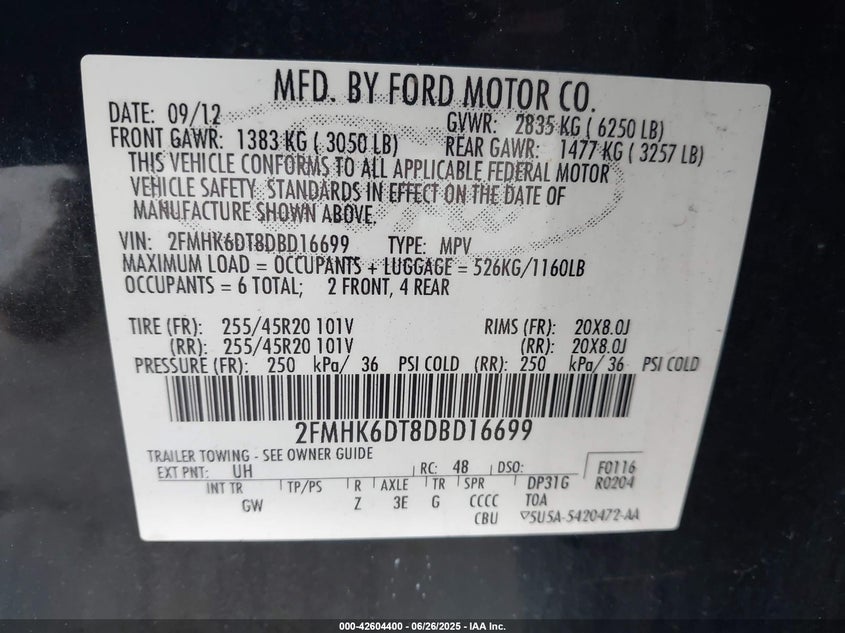 MFD. BY FORD MOTOR CO.
DATE: 09/12 GVWR: 2835 KG ( 6250 LB)
FRONT GAWR: 1383 KG ( 3050 LB) REAR GAWR: 1477 KG ( 3257 LB)
THIS VEHICLE CONFORMS TO ALL APPLICABLE FEDERAL MOTOR
VEHICLE SAFETY. STANDARDS IN EFFECT ON THE DATE OF
MANUFACTURE SHOWN ABOVE.
VIN: 2FMHK6DT8DBD16699 TYPE: MPV
MAXIMUM LOAD = OCCUPANTS + LUGGAGE = 526KG/1160LB
OCCUPANTS = 6 TOTAL; 2 FRONT, 4 REAR
TIRE (FR): 255/45R20 101V RIMS (FR): 20X8.0J
(RR): 255/45R20 101V (RR): 20X8.0J
PRESSURE (FR): 250 kPa/ 36 PSI COLD (RR): 250 kPa/ 36 PSI COLD
2FMHK6DT8DBD16699
TRAILER TOWING - SEE OWNER GUIDE
EXT PNT: UH RC: 48 DSO: F0116
R0204
INT TR TP/PS R AXLE TR SPR DP31G
GW Z 3E G CCCC TOA
CBU ▽5U5A-5420472-AA
000-42604400 - 06/26/2025 - IAA Inc.